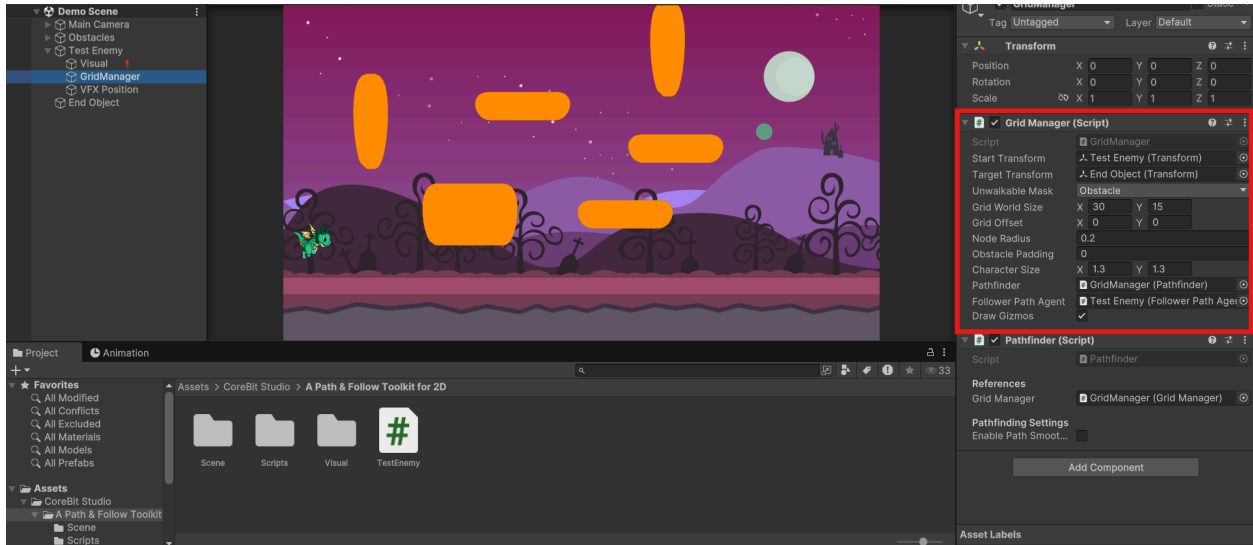 Demo Scene
Main Camera
Obstacles
Test Enemy
Visual
GridManager
VFX Position
End Object
GridManager
Static
Tag Untagged Layer Default
Transform
Position X 0 Y 0 Z 0
Rotation X 0 Y 0 Z 0
Scale X 1 Y 1 Z 1
# Grid Manager (Script)
Script # GridManager
Start Transform Test Enemy (Transform)
Target Transform End Object (Transform)
Unwalkable Mask Obstacle
Grid World Size X 30 Y 15
Grid Offset X 0 Y 0
Node Radius 0.2
Obstacle Padding 0
Character Size X 1.3 Y 1.3
Pathfinder # GridManager (Pathfinder)
Follower Path Agent # Test Enemy (Follower Path Ager
Draw Gizmos
# Pathfinder (Script)
Script # Pathfinder
References
Grid Manager # GridManager (Grid Manager)
Pathfinding Settings
Enable Path Smoot...
Add Component
Asset Labels
Project Animation
33
Favorites
All Modified
All Conflicts
All Excluded
All Materials
All Models
All Prefabs
Assets
CoreBit Studio
A Path & Follow Toolkit
Scene
Scripts
Assets > CoreBit Studio > A Path & Follow Toolkit for 2D
#
Scene Scripts Visual TestEnemy